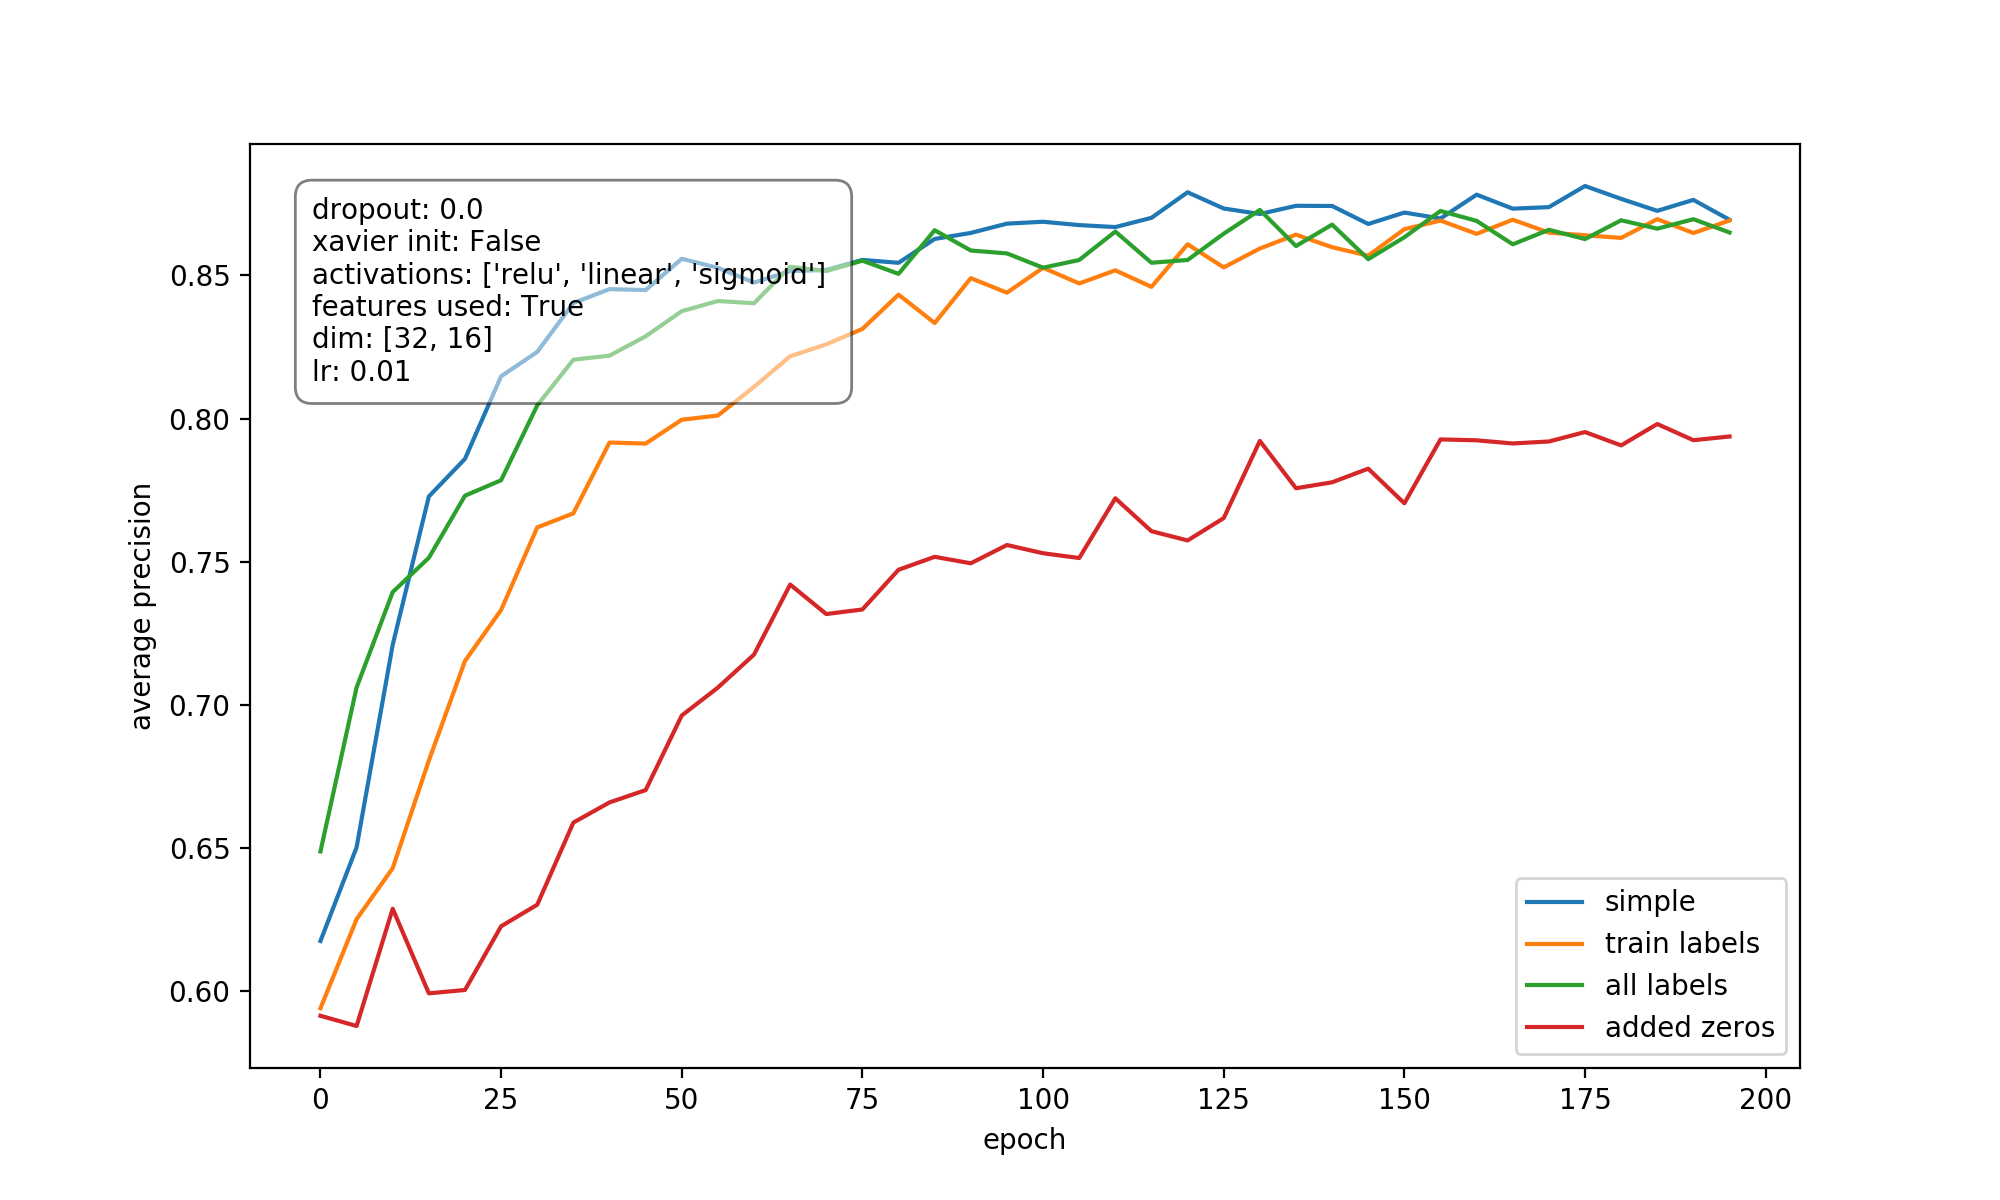 dropout: 0.0
xavier init: False
activations: ['relu', 'linear', 'sigmoid']
features used: True
dim: [32, 16]
lr: 0.01
0.85
0.80
0.75
0.70
0.65
0.60
average precision
0 25 50 75 100 125 150 175 200
epoch
simple
train labels
all labels
added zeros